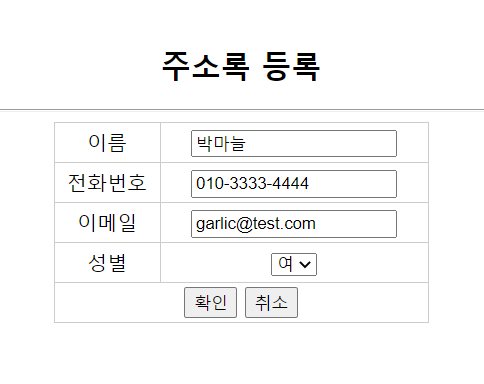 주소록 등록
이름 박마늘
전화번호 010-3333-4444
이메일 garlic@test.com
성별 여
확인 취소